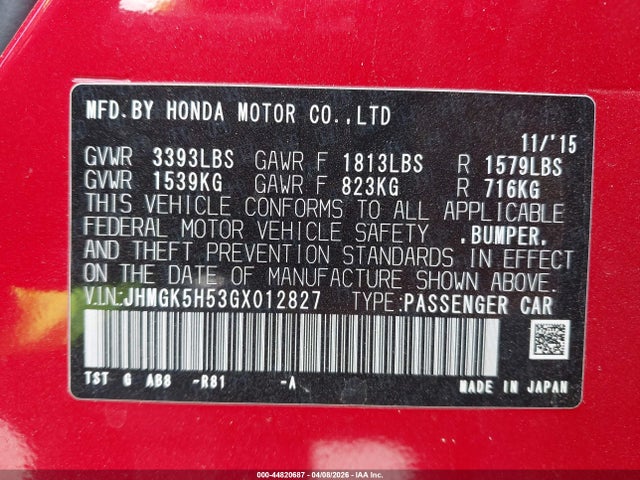 MFD.BY HONDA MOTOR CO.,LTD
11/'15
GVWR 3393LBS GAWR F 1813LBS R 1579LBS
GVWR 1539KG GAWR F 823KG R 716KG
THIS VEHICLE CONFORMS TO ALL APPLICABLE
FEDERAL MOTOR VEHICLE SAFETY ,BUMPER,
AND THEFT PREVENTION STANDARDS IN EFFECT
ON THE DATE OF MANUFACTURE SHOWN ABOVE.
V.I.N:JHMGK5H53GX012827 TYPE:PASSENGER CAR
TST G AB8 -R81 -A MADE IN JAPAN
000-44820687 - 04/08/2026 - IAA Inc.